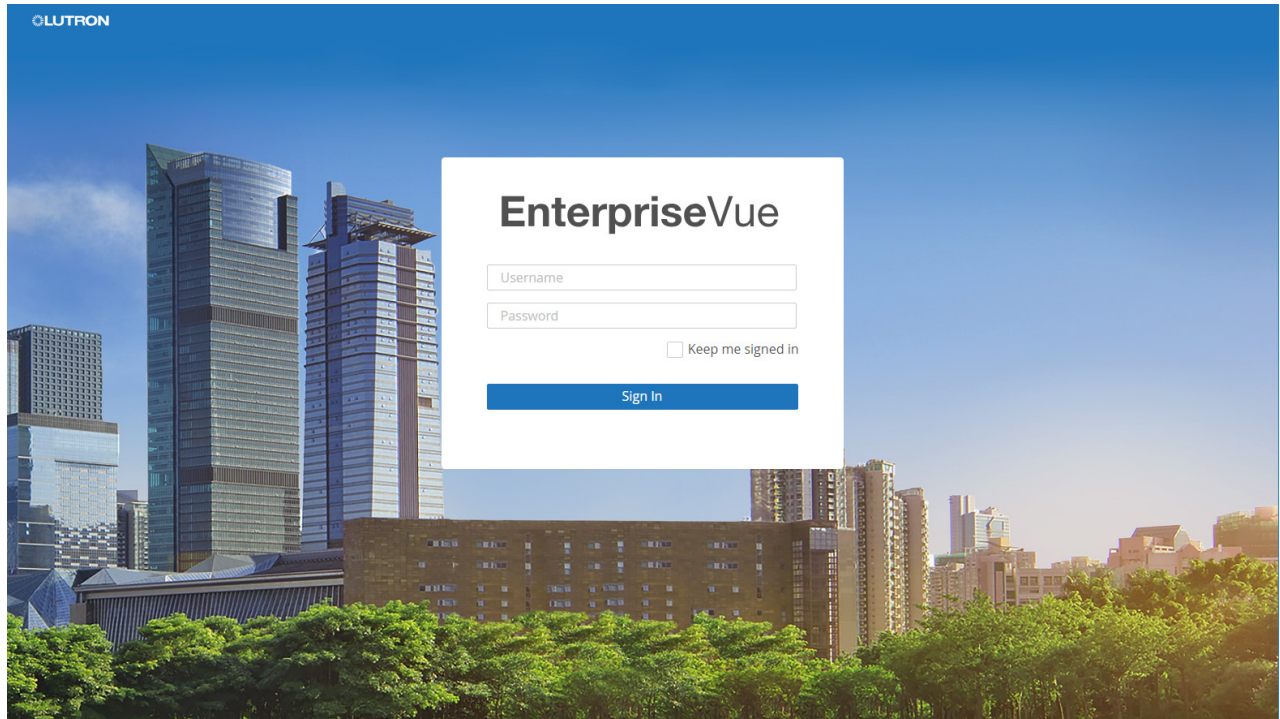 LUTRON
EnterpriseVue
Username
Password
Keep me signed in
Sign In